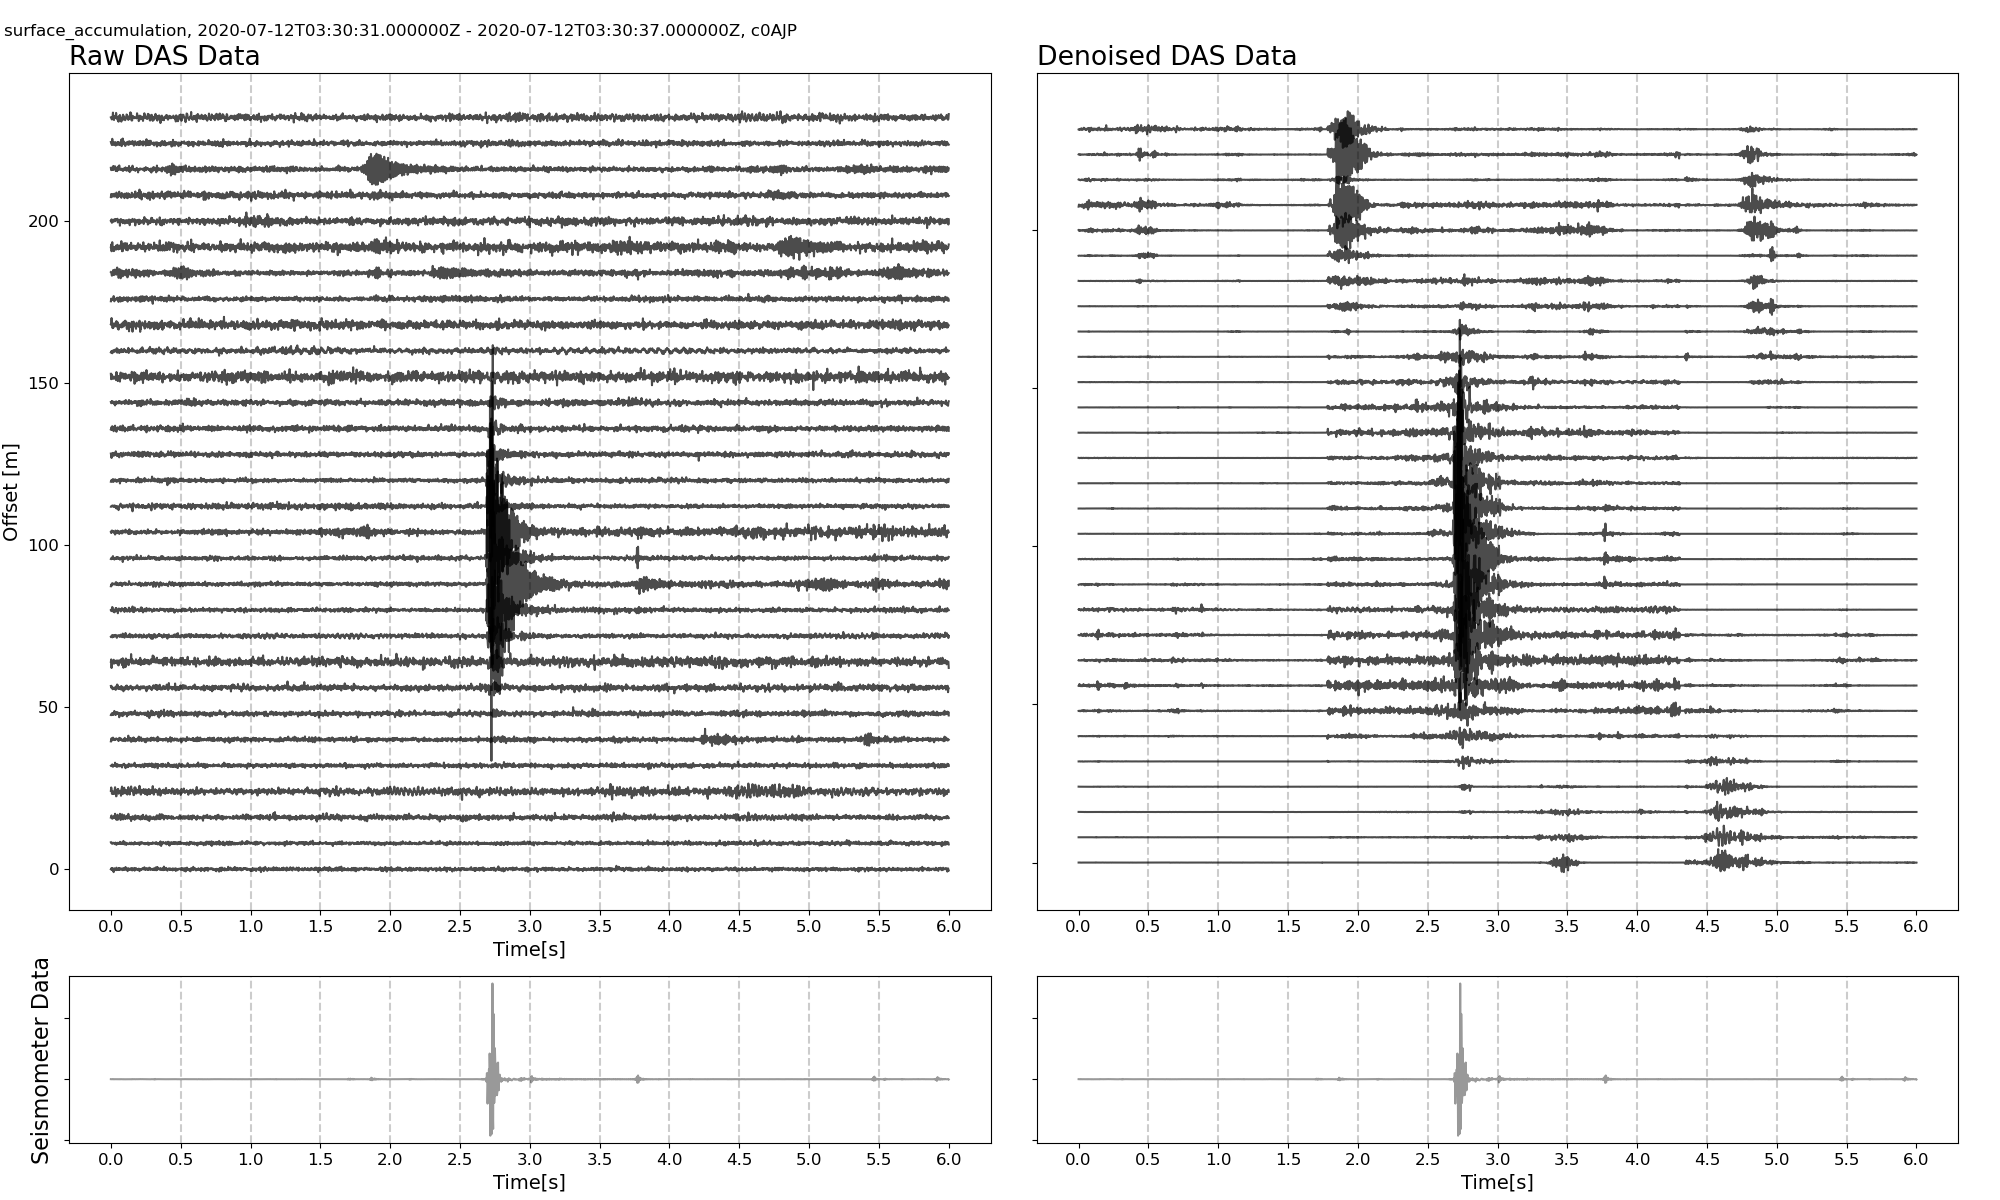 surface_accumulation, 2020-07-12T03:30:31.000000Z - 2020-07-12T03:30:37.000000Z, c0AJP
Raw DAS Data
Denoised DAS Data
Offset [m]
200
150
100
50
0
0.0 0.5 1.0 1.5 2.0 2.5 3.0 3.5 4.0 4.5 5.0 5.5 6.0
Time[s]
0.0 0.5 1.0 1.5 2.0 2.5 3.0 3.5 4.0 4.5 5.0 5.5 6.0
Seismometer Data
0.0 0.5 1.0 1.5 2.0 2.5 3.0 3.5 4.0 4.5 5.0 5.5 6.0
Time[s]
0.0 0.5 1.0 1.5 2.0 2.5 3.0 3.5 4.0 4.5 5.0 5.5 6.0
Time[s]